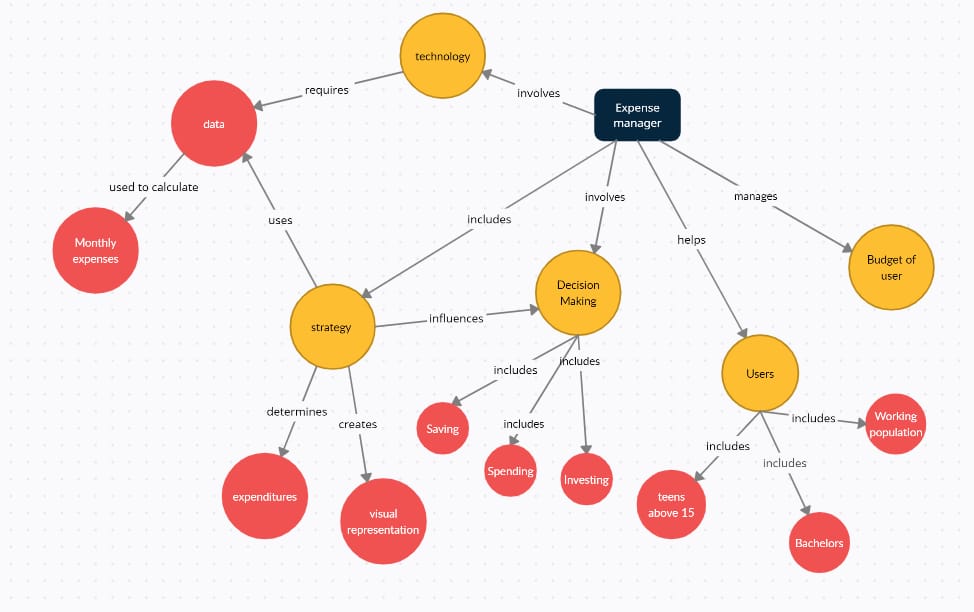 technology
involves
requires
Expense
manager
data
used to calculate
involves
manages
uses
includes
helps
Monthly
expenses
Budget of
user
Decision
Making
strategy
influences
includes
includes
Users
determines
creates
includes
Saving
includes
Working
population
includes
includes
Spending
Investing
expenditures
teens
above 15
visual
representation
Bachelors